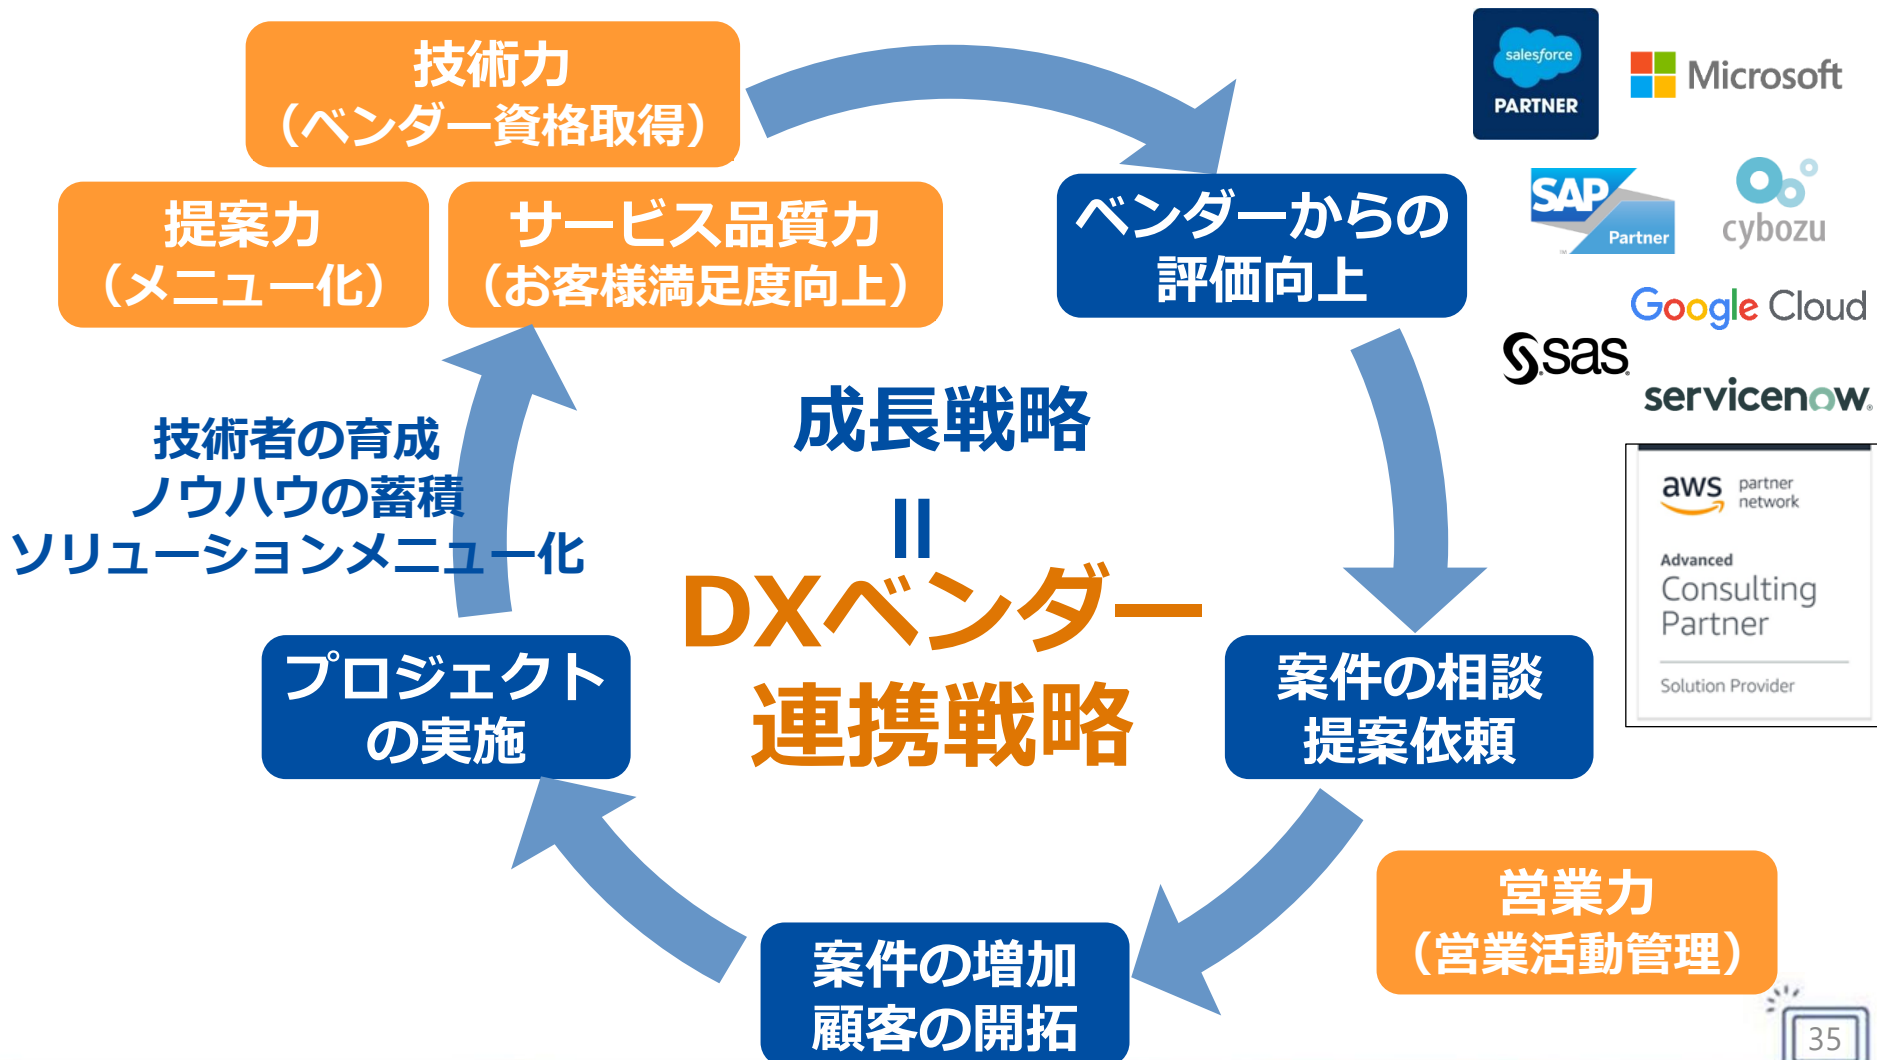 技術力
（ベンダー資格取得）
提案力
（メニュー化）
サービス品質力
（お客様満足度向上）
ベンダーからの
評価向上
salesforce
PARTNER
Microsoft
SAP
Partner
cybozu
Google Cloud
sas
servicenow
aws partner
network
Advanced
Consulting
Partner
Solution Provider
成長戦略
＝
DXベンダー
連携戦略
技術者の育成
ノウハウの蓄積
ソリューションメニュー化
プロジェクト
の実施
案件の相談
提案依頼
営業力
（営業活動管理）
案件の増加
顧客の開拓
35